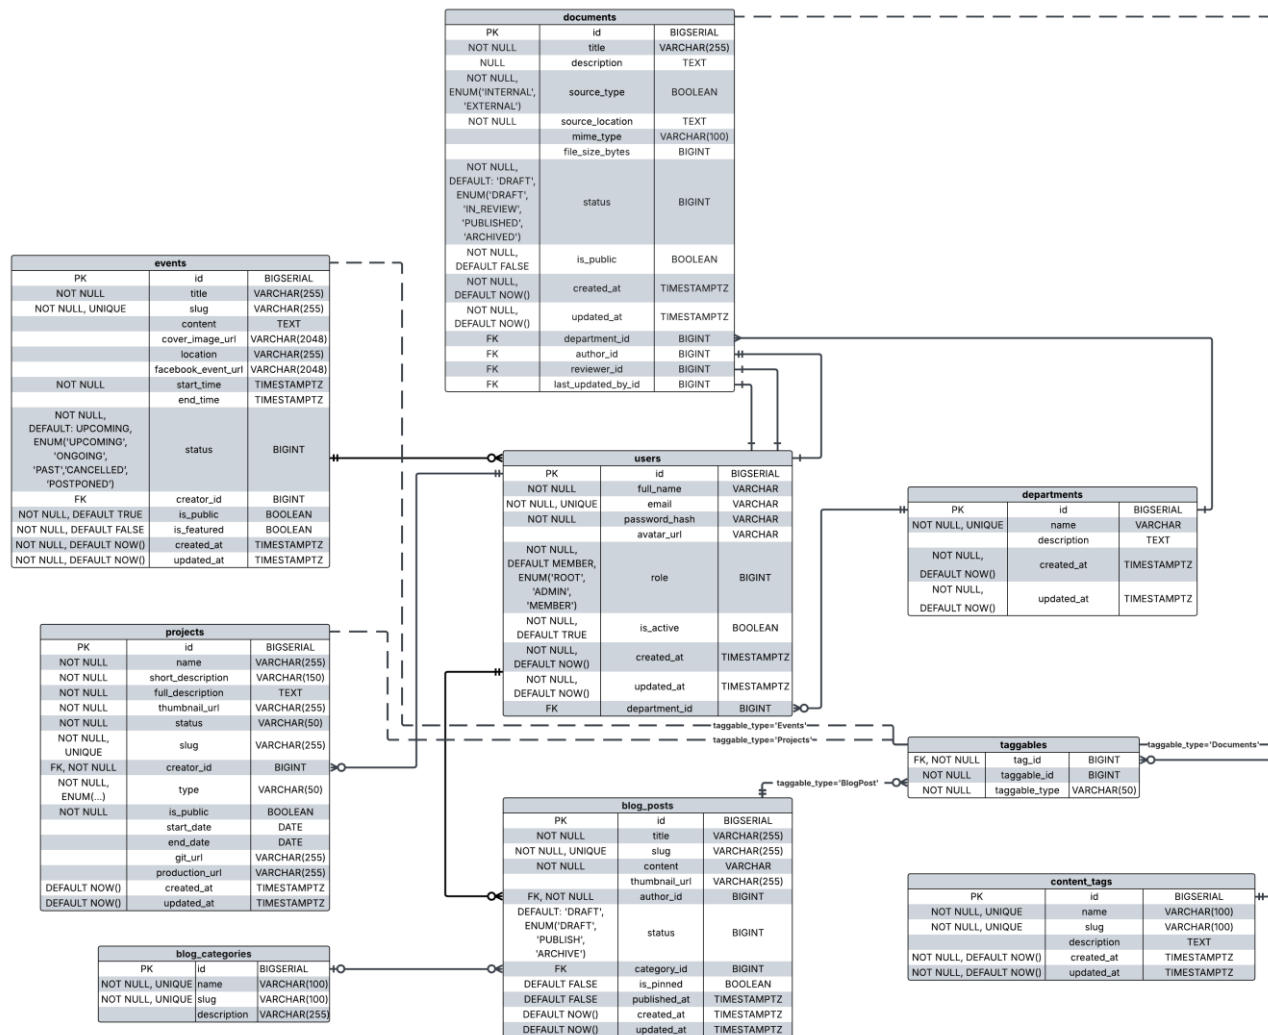 documents
PK id BIGSERIAL
NOT NULL title VARCHAR(255)
NULL description TEXT
NOT NULL,
ENUM('INTERNAL', source_type BOOLEAN
'EXTERNAL')
NOT NULL source_location TEXT
mime_type VARCHAR(100)
file_size_bytes BIGINT
NOT NULL,
DEFAULT: 'DRAFT',
ENUM('DRAFT',
'IN_REVIEW', status BIGINT
'PUBLISHED',
'ARCHIVED')
NOT NULL,
DEFAULT FALSE is_public BOOLEAN
NOT NULL,
DEFAULT NOW() created_at TIMESTAMPTZ
NOT NULL,
DEFAULT NOW() updated_at TIMESTAMPTZ
FK department_id BIGINT
FK author_id BIGINT
FK reviewer_id BIGINT
FK last_updated_by_id BIGINT
events
PK id BIGSERIAL
NOT NULL title VARCHAR(255)
NOT NULL, UNIQUE slug VARCHAR(255)
content TEXT
cover_image_url VARCHAR(2048)
location VARCHAR(255)
facebook_event_url VARCHAR(2048)
NOT NULL start_time TIMESTAMPTZ
end_time TIMESTAMPTZ
NOT NULL,
DEFAULT: UPCOMING,
ENUM('UPCOMING',
'ONGOING', status BIGINT
'PAST','CANCELLED',
'POSTPONED')
FK creator_id BIGINT
NOT NULL, DEFAULT TRUE is_public BOOLEAN
NOT NULL, DEFAULT FALSE is_featured BOOLEAN
NOT NULL, DEFAULT NOW() created_at TIMESTAMPTZ
NOT NULL, DEFAULT NOW() updated_at TIMESTAMPTZ
users
PK id BIGSERIAL
NOT NULL full_name VARCHAR
NOT NULL, UNIQUE email VARCHAR
NOT NULL password_hash VARCHAR
avatar_url VARCHAR
NOT NULL,
DEFAULT MEMBER,
ENUM('ROOT', role BIGINT
'ADMIN',
'MEMBER')
NOT NULL,
DEFAULT TRUE is_active BOOLEAN
NOT NULL,
DEFAULT NOW() created_at TIMESTAMPTZ
NOT NULL,
DEFAULT NOW() updated_at TIMESTAMPTZ
FK department_id BIGINT
departments
PK id BIGSERIAL
NOT NULL, UNIQUE name VARCHAR
description TEXT
NOT NULL,
DEFAULT NOW() created_at TIMESTAMPTZ
NOT NULL,
DEFAULT NOW() updated_at TIMESTAMPTZ
projects
PK id BIGSERIAL
NOT NULL name VARCHAR(255)
NOT NULL short_description VARCHAR(150)
NOT NULL full_description TEXT
NOT NULL thumbnail_url VARCHAR(255)
NOT NULL status VARCHAR(50)
NOT NULL,
UNIQUE slug VARCHAR(255)
FK, NOT NULL creator_id BIGINT
NOT NULL,
ENUM(...) type VARCHAR(50)
NOT NULL is_public BOOLEAN
start_date DATE
end_date DATE
git_url VARCHAR(255)
production_url VARCHAR(255)
DEFAULT NOW() created_at TIMESTAMPTZ
DEFAULT NOW() updated_at TIMESTAMPTZ
taggable_type='Events'
taggable_type='Projects'
taggable_type='Documents'
taggable_type='BlogPost'
taggables
FK, NOT NULL tag_id BIGINT
NOT NULL taggable_id BIGINT
NOT NULL taggable_type VARCHAR(50)
blog_posts
PK id BIGSERIAL
NOT NULL title VARCHAR(255)
NOT NULL, UNIQUE slug VARCHAR(255)
NOT NULL content VARCHAR
thumbnail_url VARCHAR(255)
FK, NOT NULL author_id BIGINT
DEFAULT: 'DRAFT',
ENUM('DRAFT', status BIGINT
'PUBLISH',
'ARCHIVE')
FK category_id BIGINT
DEFAULT FALSE is_pinned BOOLEAN
DEFAULT FALSE published_at TIMESTAMPTZ
DEFAULT NOW() created_at TIMESTAMPTZ
DEFAULT NOW() updated_at TIMESTAMPTZ
content_tags
PK id BIGSERIAL
NOT NULL, UNIQUE name VARCHAR(100)
NOT NULL, UNIQUE slug VARCHAR(100)
description TEXT
NOT NULL, DEFAULT NOW() created_at TIMESTAMPTZ
NOT NULL, DEFAULT NOW() updated_at TIMESTAMPTZ
blog_categories
PK id BIGSERIAL
NOT NULL, UNIQUE name VARCHAR(100)
NOT NULL, UNIQUE slug VARCHAR(100)
description VARCHAR(255)